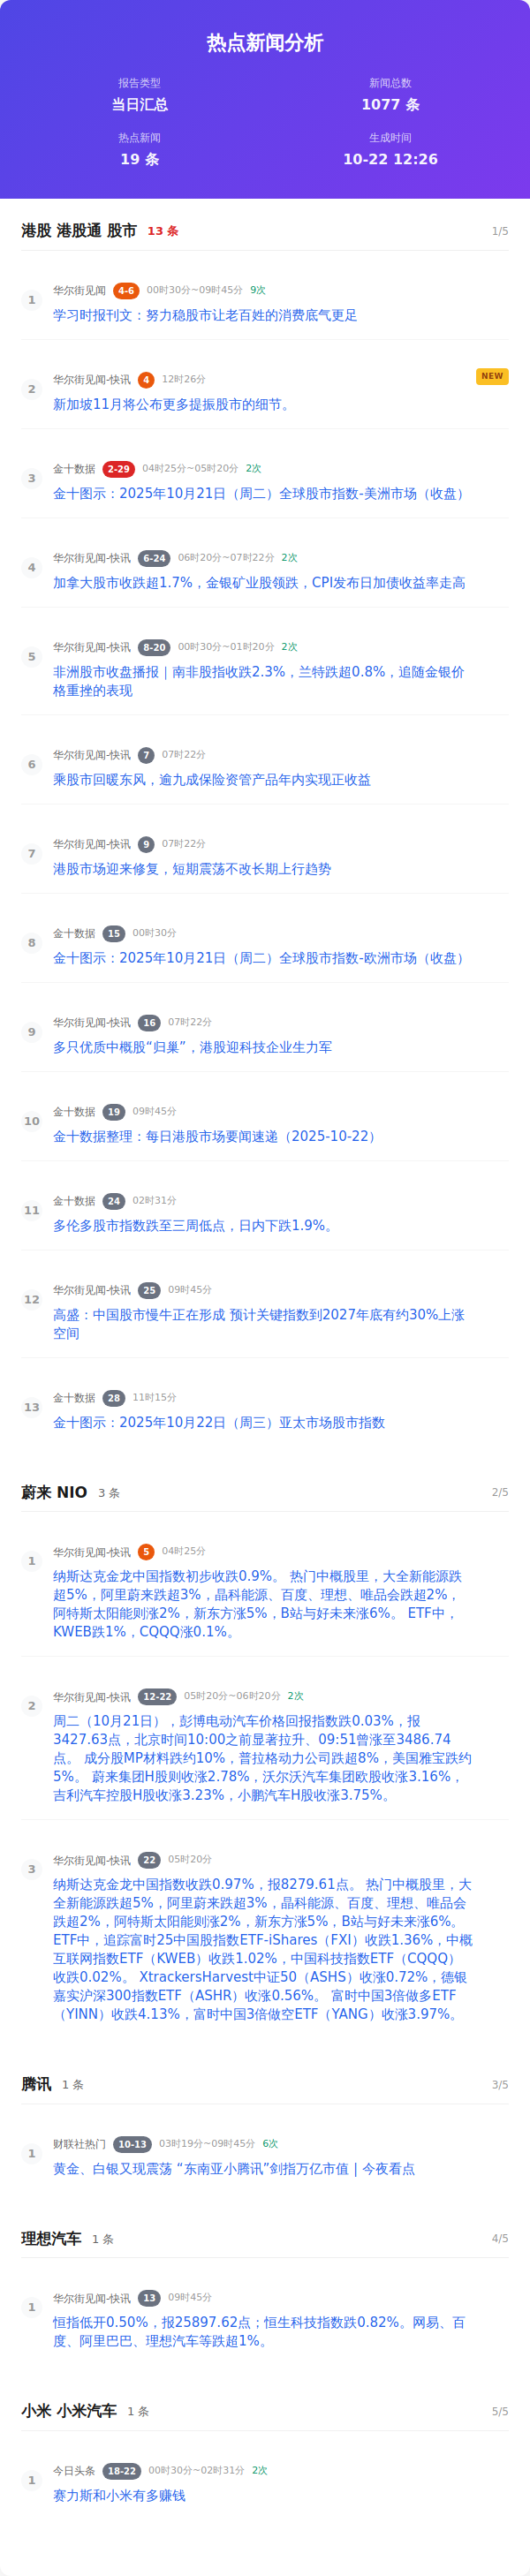 热点新闻分析
报告类型 新闻总数
当日汇总 1077 条
热点新闻 生成时间
19 条 10-22 12:26
港股 港股通 股市 13 条 1/5
1 华尔街见闻 4-6 00时30分~09时45分 9次
学习时报刊文：努力稳股市让老百姓的消费底气更足
2 华尔街见闻-快讯 4 12时26分 NEW
新加坡11月将公布更多提振股市的细节。
3 金十数据 2-29 04时25分~05时20分 2次
金十图示：2025年10月21日（周二）全球股市指数-美洲市场（收盘）
4 华尔街见闻-快讯 6-24 06时20分~07时22分 2次
加拿大股市收跌超1.7%，金银矿业股领跌，CPI发布日加债收益率走高
5 华尔街见闻-快讯 8-20 00时30分~01时20分 2次
非洲股市收盘播报｜南非股指收跌2.3%，兰特跌超0.8%，追随金银价
格重挫的表现
6 华尔街见闻-快讯 7 07时22分
乘股市回暖东风，逾九成保险资管产品年内实现正收益
7 华尔街见闻-快讯 9 07时22分
港股市场迎来修复，短期震荡不改长期上行趋势
8 金十数据 15 00时30分
金十图示：2025年10月21日（周二）全球股市指数-欧洲市场（收盘）
9 华尔街见闻-快讯 16 07时22分
多只优质中概股“归巢”，港股迎科技企业生力军
10 金十数据 19 09时45分
金十数据整理：每日港股市场要闻速递（2025-10-22）
11 金十数据 24 02时31分
多伦多股市指数跌至三周低点，日内下跌1.9%。
12 华尔街见闻-快讯 25 09时45分
高盛：中国股市慢牛正在形成 预计关键指数到2027年底有约30%上涨
空间
13 金十数据 28 11时15分
金十图示：2025年10月22日（周三）亚太市场股市指数
蔚来 NIO 3 条 2/5
1 华尔街见闻-快讯 5 04时25分
纳斯达克金龙中国指数初步收跌0.9%。 热门中概股里，大全新能源跌
超5%，阿里蔚来跌超3%，晶科能源、百度、理想、唯品会跌超2%，
阿特斯太阳能则涨2%，新东方涨5%，B站与好未来涨6%。 ETF中，
KWEB跌1%，CQQQ涨0.1%。
2 华尔街见闻-快讯 12-22 05时20分~06时20分 2次
周二（10月21日），彭博电动汽车价格回报指数跌0.03%，报
3427.63点，北京时间10:00之前显著拉升、09:51曾涨至3486.74
点。 成分股MP材料跌约10%，普拉格动力公司跌超8%，美国雅宝跌约
5%。 蔚来集团H股则收涨2.78%，沃尔沃汽车集团欧股收涨3.16%，
吉利汽车控股H股收涨3.23%，小鹏汽车H股收涨3.75%。
3 华尔街见闻-快讯 22 05时20分
纳斯达克金龙中国指数收跌0.97%，报8279.61点。 热门中概股里，大
全新能源跌超5%，阿里蔚来跌超3%，晶科能源、百度、理想、唯品会
跌超2%，阿特斯太阳能则涨2%，新东方涨5%，B站与好未来涨6%。
ETF中，追踪富时25中国股指数ETF-iShares（FXI）收跌1.36%，中概
互联网指数ETF（KWEB）收跌1.02%，中国科技指数ETF（CQQQ）
收跌0.02%。 XtrackersHarvest中证50（ASHS）收涨0.72%，德银
嘉实沪深300指数ETF（ASHR）收涨0.56%。 富时中国3倍做多ETF
（YINN）收跌4.13%，富时中国3倍做空ETF（YANG）收涨3.97%。
腾讯 1 条 3/5
1 财联社热门 10-13 03时19分~09时45分 6次
黄金、白银又现震荡 “东南亚小腾讯”剑指万亿市值 | 今夜看点
理想汽车 1 条 4/5
1 华尔街见闻-快讯 13 09时45分
恒指低开0.50%，报25897.62点；恒生科技指数跌0.82%。网易、百
度、阿里巴巴、理想汽车等跌超1%。
小米 小米汽车 1 条 5/5
1 今日头条 18-22 00时30分~02时31分 2次
赛力斯和小米有多赚钱